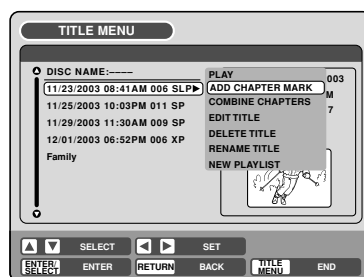 TITLE MENU
DISC NAME:----
11/23/2003 08:41AM 006 SLP
11/25/2003 10:03PM 011 SP
11/29/2003 11:30AM 009 SP
12/01/2003 06:52PM 006 XP
Family
PLAY
ADD CHAPTER MARK
COMBINE CHAPTERS
EDIT TITLE
DELETE TITLE
RENAME TITLE
NEW PLAYLIST
003
M
7
SELECT SET
ENTER/SELECT ENTER RETURN BACK TITLE MENU END